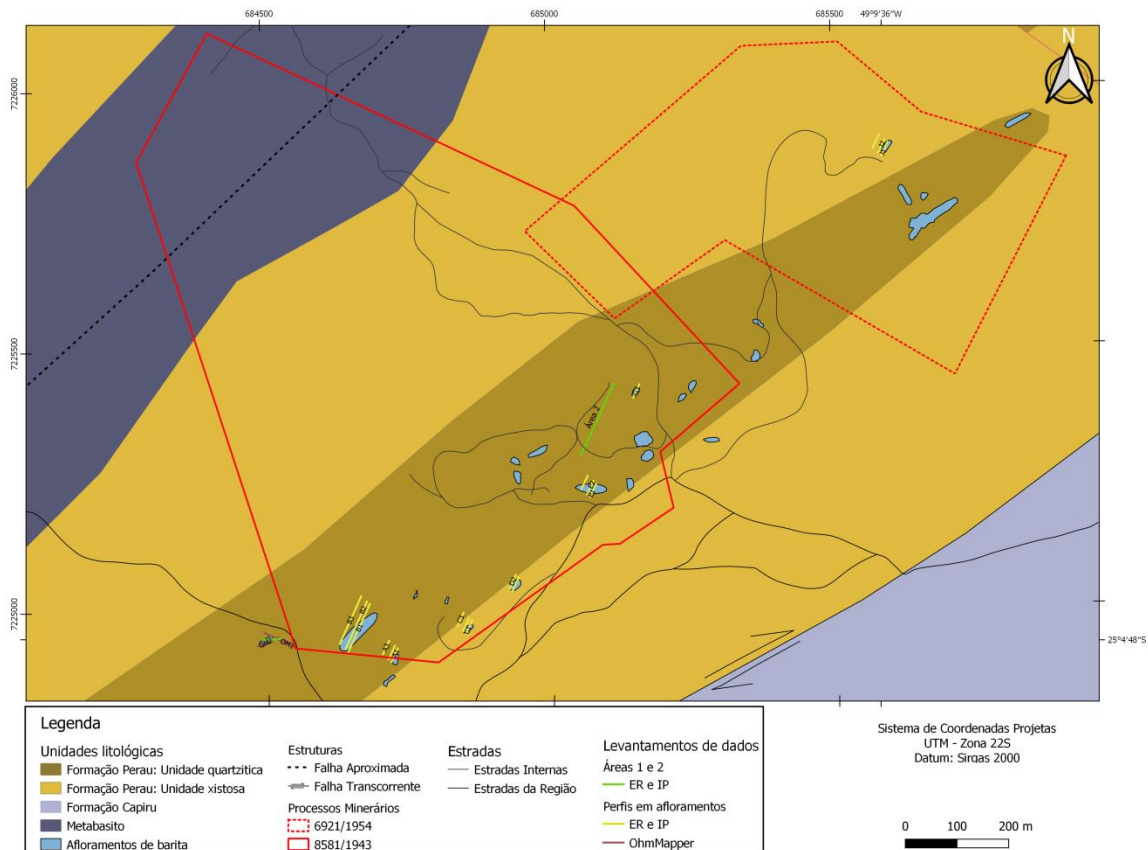 684500
685000
685500
49°9'36"W
N
7226000
7225500
7225000
25°4'48"S
Área 2
Legenda
Unidades litológicas
Formação Perau: Unidade quartzitica
Formação Perau: Unidade xistosa
Formação Capiru
Metabasito
Afloramentos de barita
Estruturas
Falha Aproximada
Falha Transcorrente
Processos Minerários
6921/1954
8581/1943
Estradas
Estradas Internas
Estradas da Região
Levantamentos de dados
Áreas 1 e 2
ER e IP
Perfis em afloramentos
ER e IP
OhmMapper
Sistema de Coordenadas Projetas
UTM - Zona 22S
Datum: Sirgas 2000
0 100 200 m